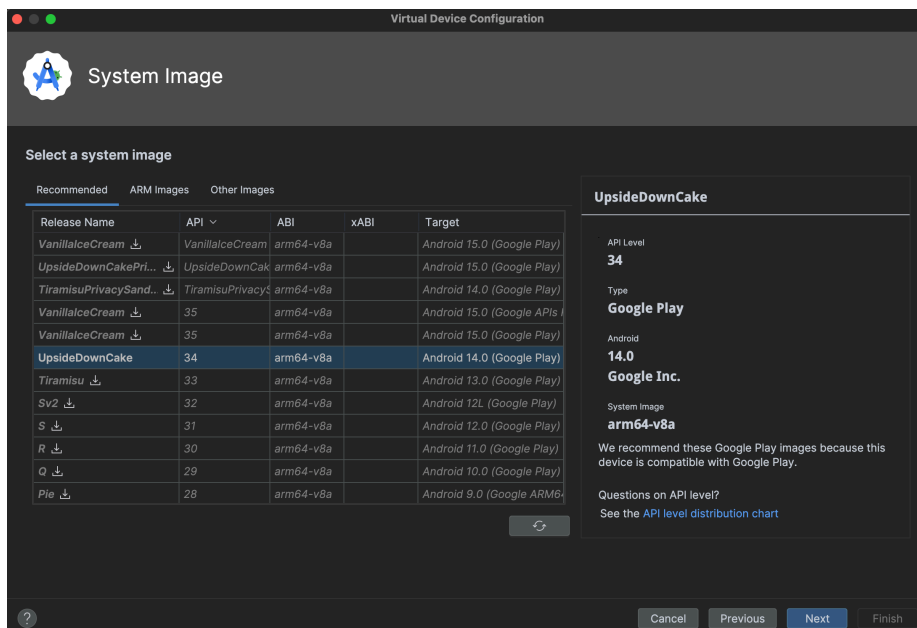 Virtual Device Configuration
System Image
Select a system image
Recommended ARM Images Other Images
Release Name API ABI xABI Target
VanillaIceCream VanillaIceCream arm64-v8a Android 15.0 (Google Play)
UpsideDownCakePri... UpsideDownCak arm64-v8a Android 15.0 (Google Play)
TiramisuPrivacySand.. TiramisuPrivacyS arm64-v8a Android 14.0 (Google Play)
VanillaIceCream 35 arm64-v8a Android 15.0 (Google APIs
VanillaIceCream 35 arm64-v8a Android 15.0 (Google Play)
UpsideDownCake 34 arm64-v8a Android 14.0 (Google Play)
Tiramisu 33 arm64-v8a Android 13.0 (Google Play)
Sv2 32 arm64-v8a Android 12L (Google Play)
S 31 arm64-v8a Android 12.0 (Google Play)
R 30 arm64-v8a Android 11.0 (Google Play)
Q 29 arm64-v8a Android 10.0 (Google Play)
Pie 28 arm64-v8a Android 9.0 (Google ARM64-
UpsideDownCake
API Level
34
Type
Google Play
Android
14.0
Google Inc.
System Image
arm64-v8a
We recommend these Google Play images because this
device is compatible with Google Play.
Questions on API level?
See the API level distribution chart
?
Cancel Previous Next Finish